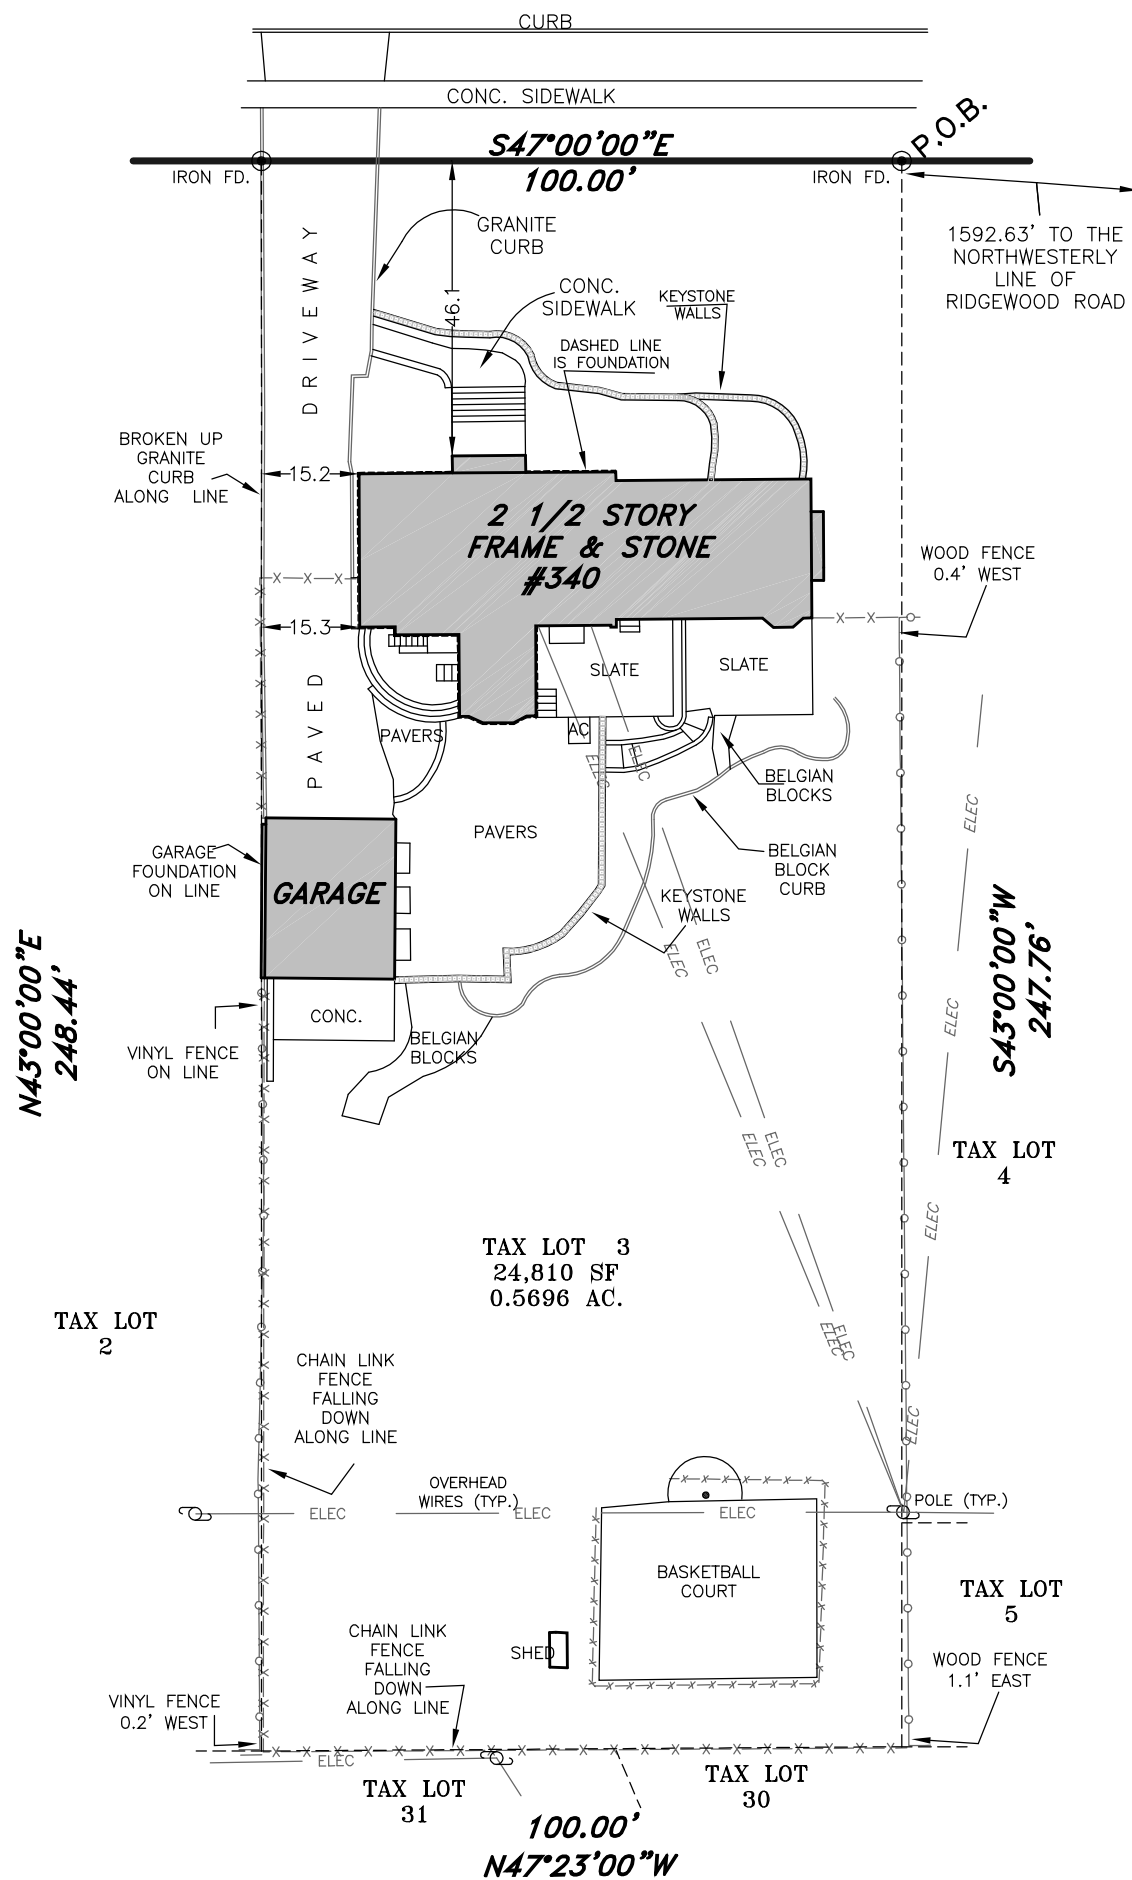 CURB
CONC. SIDEWALK
P.O.B.
S47°00'00"E
100.00'
IRON FD.
IRON FD.
1592.63' TO THE
NORTHWESTERLY
LINE OF
RIDGEWOOD ROAD
GRANITE
CURB
DRIVEWAY
46.1
CONC.
SIDEWALK
KEYSTONE
WALLS
DASHED LINE
IS FOUNDATION
BROKEN UP
GRANITE
CURB
ALONG LINE
15.2
2 1/2 STORY
FRAME & STONE
#340
WOOD FENCE
0.4' WEST
15.3
SLATE
SLATE
PAVED
PAVERS
AC
ELEC
ELEC
BELGIAN
BLOCKS
ELEC
PAVERS
BELGIAN
BLOCK
CURB
GARAGE
FOUNDATION
ON LINE
GARAGE
KEYSTONE
WALLS
ELEC
ELEC
N43°00'00"E
248.44'
S43°00'00"W
247.76'
CONC.
ELEC
VINYL FENCE
ON LINE
BELGIAN
BLOCKS
ELEC
ELEC
TAX LOT
4
ELEC
TAX LOT 3
24,810 SF
0.5696 AC.
TAX LOT
2
ELEC
ELEC
CHAIN LINK
FENCE
FALLING
DOWN
ALONG LINE
ELEC
OVERHEAD
WIRES (TYP.)
ELEC
ELEC
ELEC
POLE (TYP.)
BASKETBALL
COURT
TAX LOT
5
SHED
CHAIN LINK
FENCE
FALLING
DOWN
ALONG LINE
WOOD FENCE
1.1' EAST
VINYL FENCE
0.2' WEST
ELEC
TAX LOT
31
TAX LOT
30
100.00'
N47°23'00"W